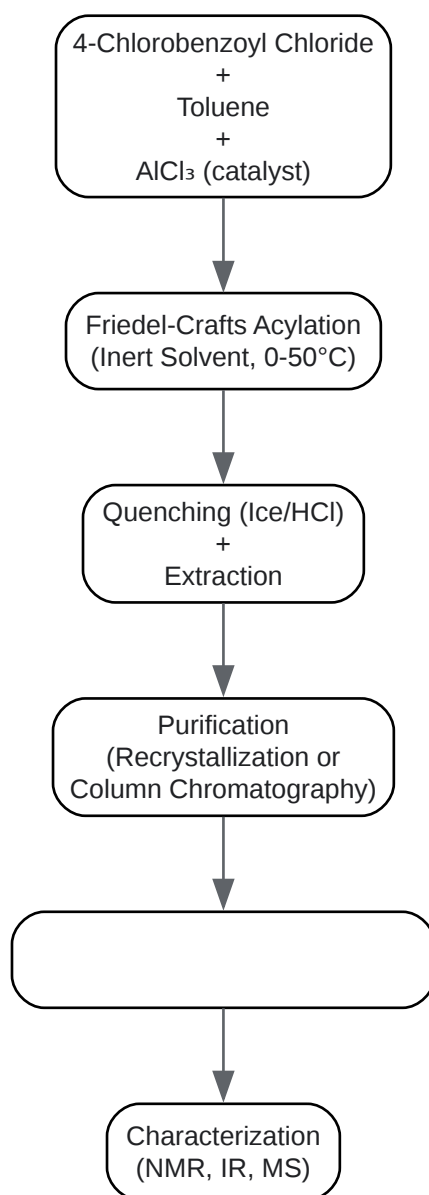 4-Chlorobenzoyl Chloride
+
Toluene
+
AlCl₃ (catalyst)
Friedel-Crafts Acylation
(Inert Solvent, 0-50°C)
Quenching (Ice/HCl)
+
Extraction
Purification
(Recrystallization or
Column Chromatography)
Characterization
(NMR, IR, MS)